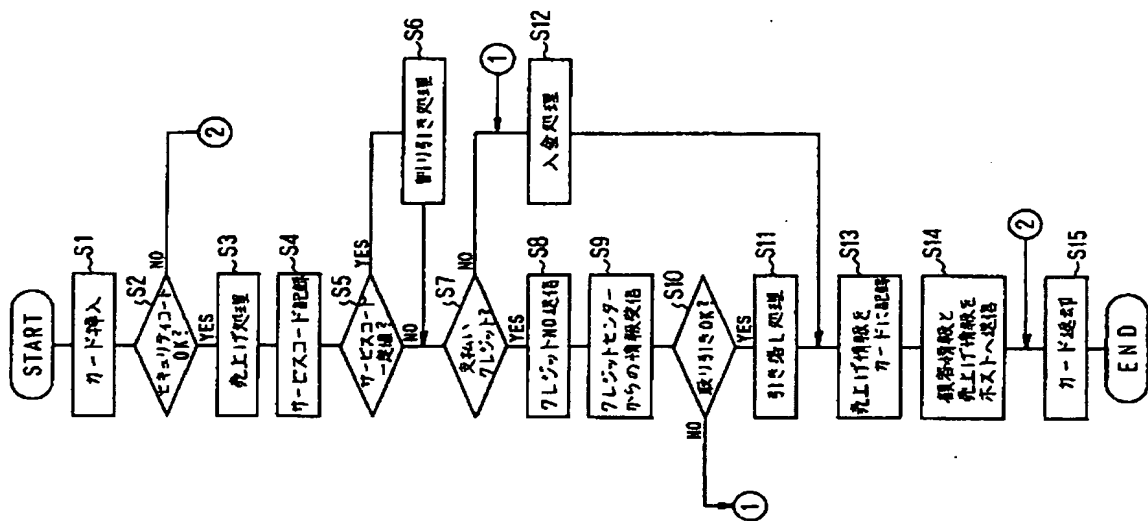 START
カード挿入
S1
セキュリティコード
OK?
S2
NO
②
YES
売上げ処理
S3
サービスコード記録
S4
サービスコード
一定値?
S5
YES
割り引き処理
S6
NO
支払い
クレジット?
S7
NO
①
YES
入金処理
S12
クレジットNO送信
S8
クレジットセンター
からの情報受信
S9
取り引きOK?
S10
NO
①
YES
引き落し処理
S11
売上げ情報を
カードに記録
S13
顧客情報と
売上げ情報を
ホストへ送信
S14
②
カード返却
S15
END